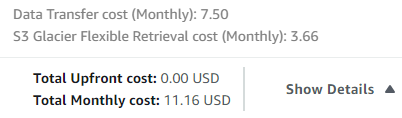 Data Transfer cost (Monthly): 7.50
S3 Glacier Flexible Retrieval cost (Monthly): 3.66
Total Upfront cost: 0.00 USD
Total Monthly cost: 11.16 USD
Show Details ▲